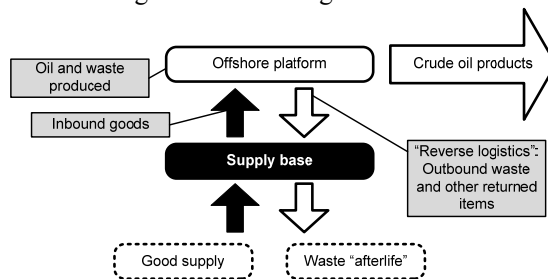 Oil and waste
produced
Offshore platform
Crude oil products
Inbound goods
Supply base
“Reverse logistics”:
Outbound waste
and other returned
items
Good supply
Waste “afterlife”